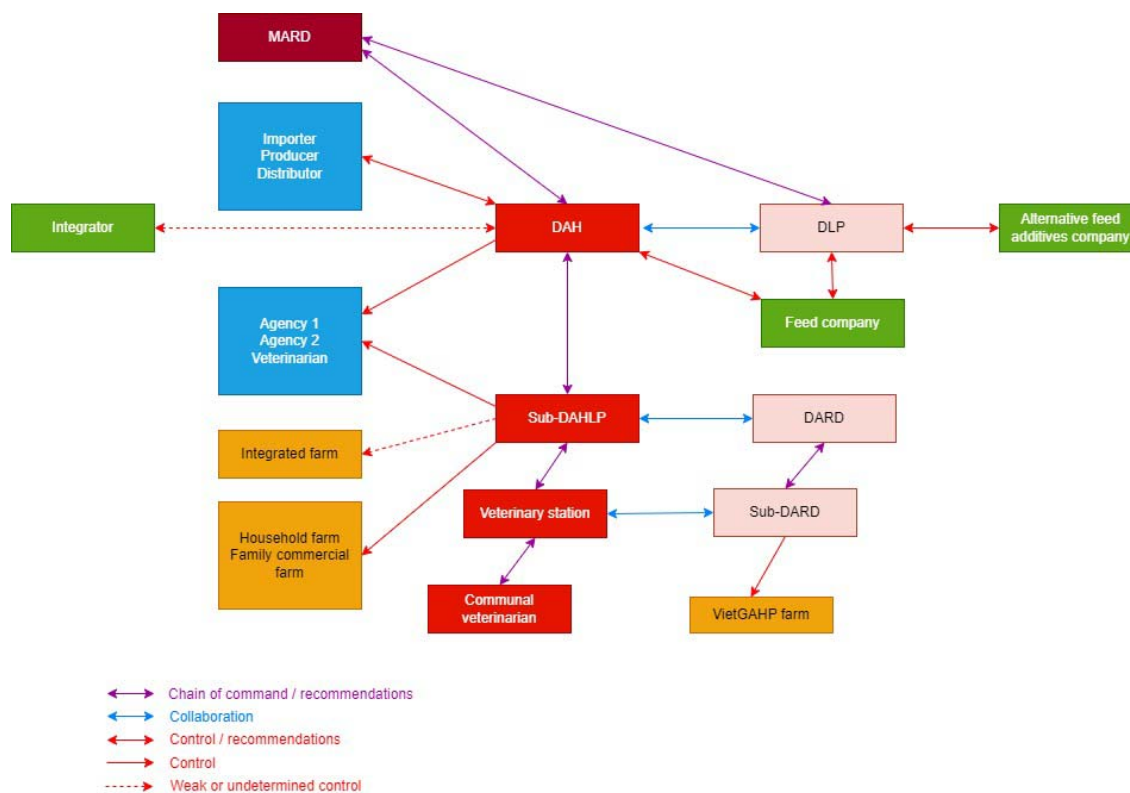 MARD
Importer
Producer
Distributor
Integrator
DAH
DLP
Alternative feed
additives company
Agency 1
Agency 2
Veterinarian
Feed company
Sub-DAHLP
DARD
Integrated farm
Veterinary station
Sub-DARD
Household farm
Family commercial
farm
Communal
veterinarian
VietGAHP farm
Chain of command / recommendations
Collaboration
Control / recommendations
Control
Weak or undetermined control